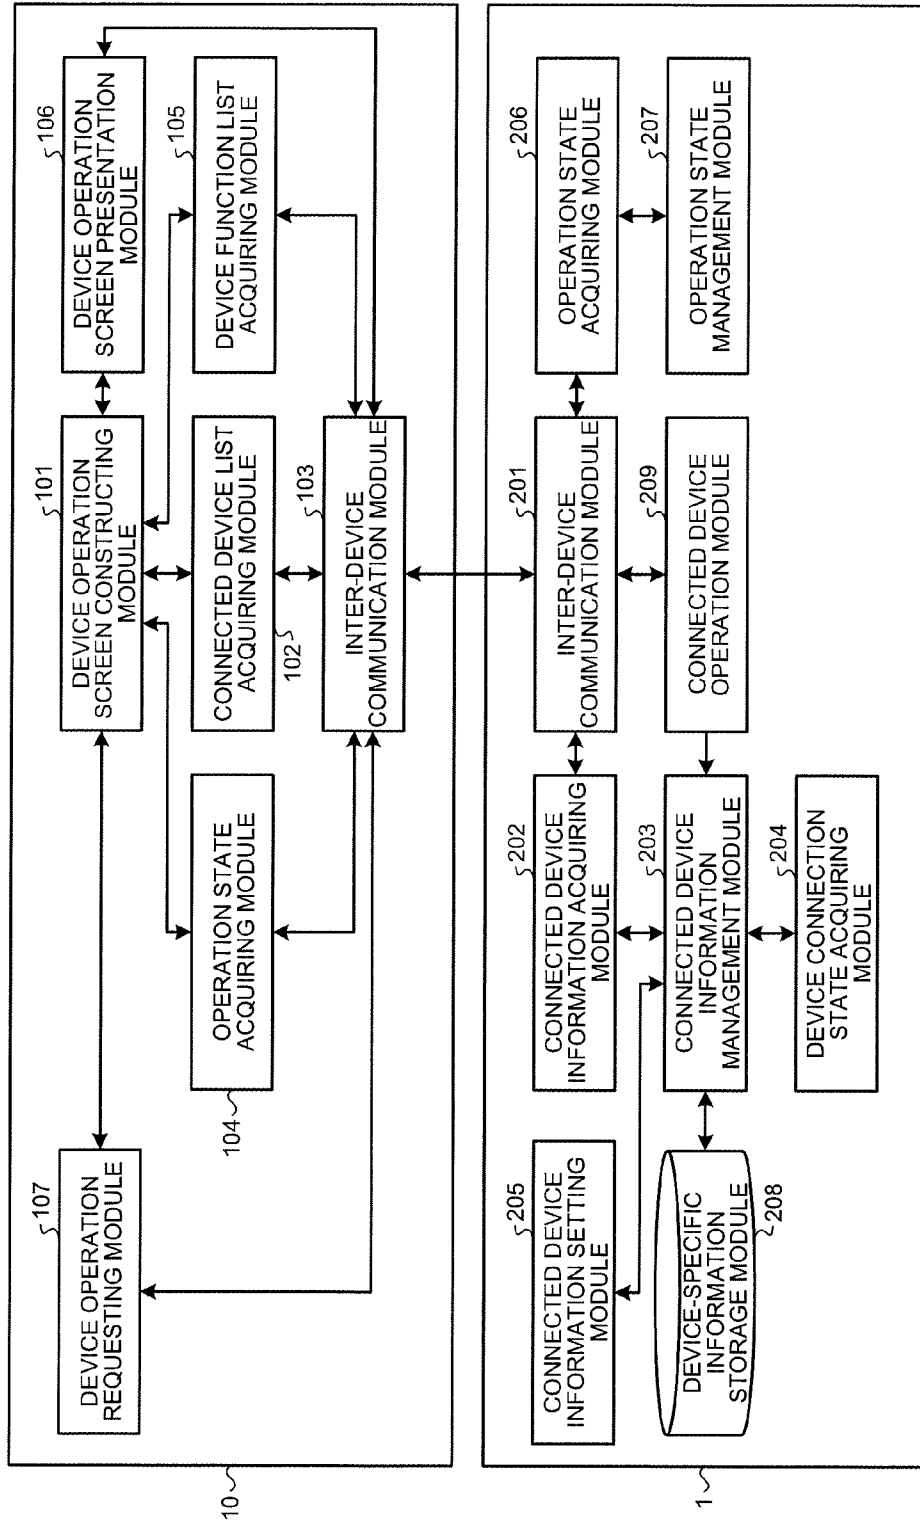 10
107
DEVICE OPERATION
REQUESTING MODULE
101
DEVICE OPERATION
SCREEN CONSTRUCTING
MODULE
106
DEVICE OPERATION
SCREEN PRESENTATION
MODULE
104
OPERATION STATE
ACQUIRING MODULE
CONNECTED DEVICE LIST
ACQUIRING MODULE
102
105
DEVICE FUNCTION LIST
ACQUIRING MODULE
103
INTER-DEVICE
COMMUNICATION MODULE
1
205
CONNECTED DEVICE
INFORMATION SETTING
MODULE
202
CONNECTED DEVICE
INFORMATION ACQUIRING
MODULE
201
INTER-DEVICE
COMMUNICATION MODULE
206
OPERATION STATE
ACQUIRING MODULE
DEVICE-SPECIFIC
INFORMATION
STORAGE MODULE
208
203
CONNECTED DEVICE
INFORMATION
MANAGEMENT MODULE
209
CONNECTED DEVICE
OPERATION MODULE
207
OPERATION STATE
MANAGEMENT MODULE
204
DEVICE CONNECTION
STATE ACQUIRING
MODULE